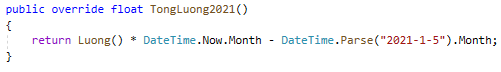 public override float TongLuong2021()
{
return Luong() * DateTime.Now.Month - DateTime.Parse("2021-1-5").Month;
}